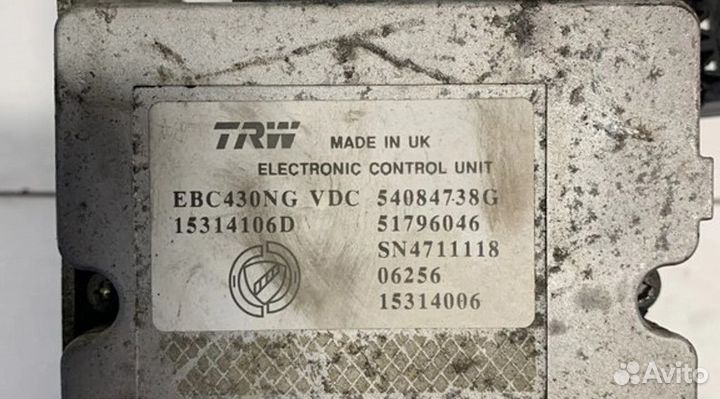 TRW MADE IN UK
ELECTRONIC CONTROL UNIT
EBC430NG VDC 54084738G
15314106D 51796046
SN4711118
06256
15314006
Avito